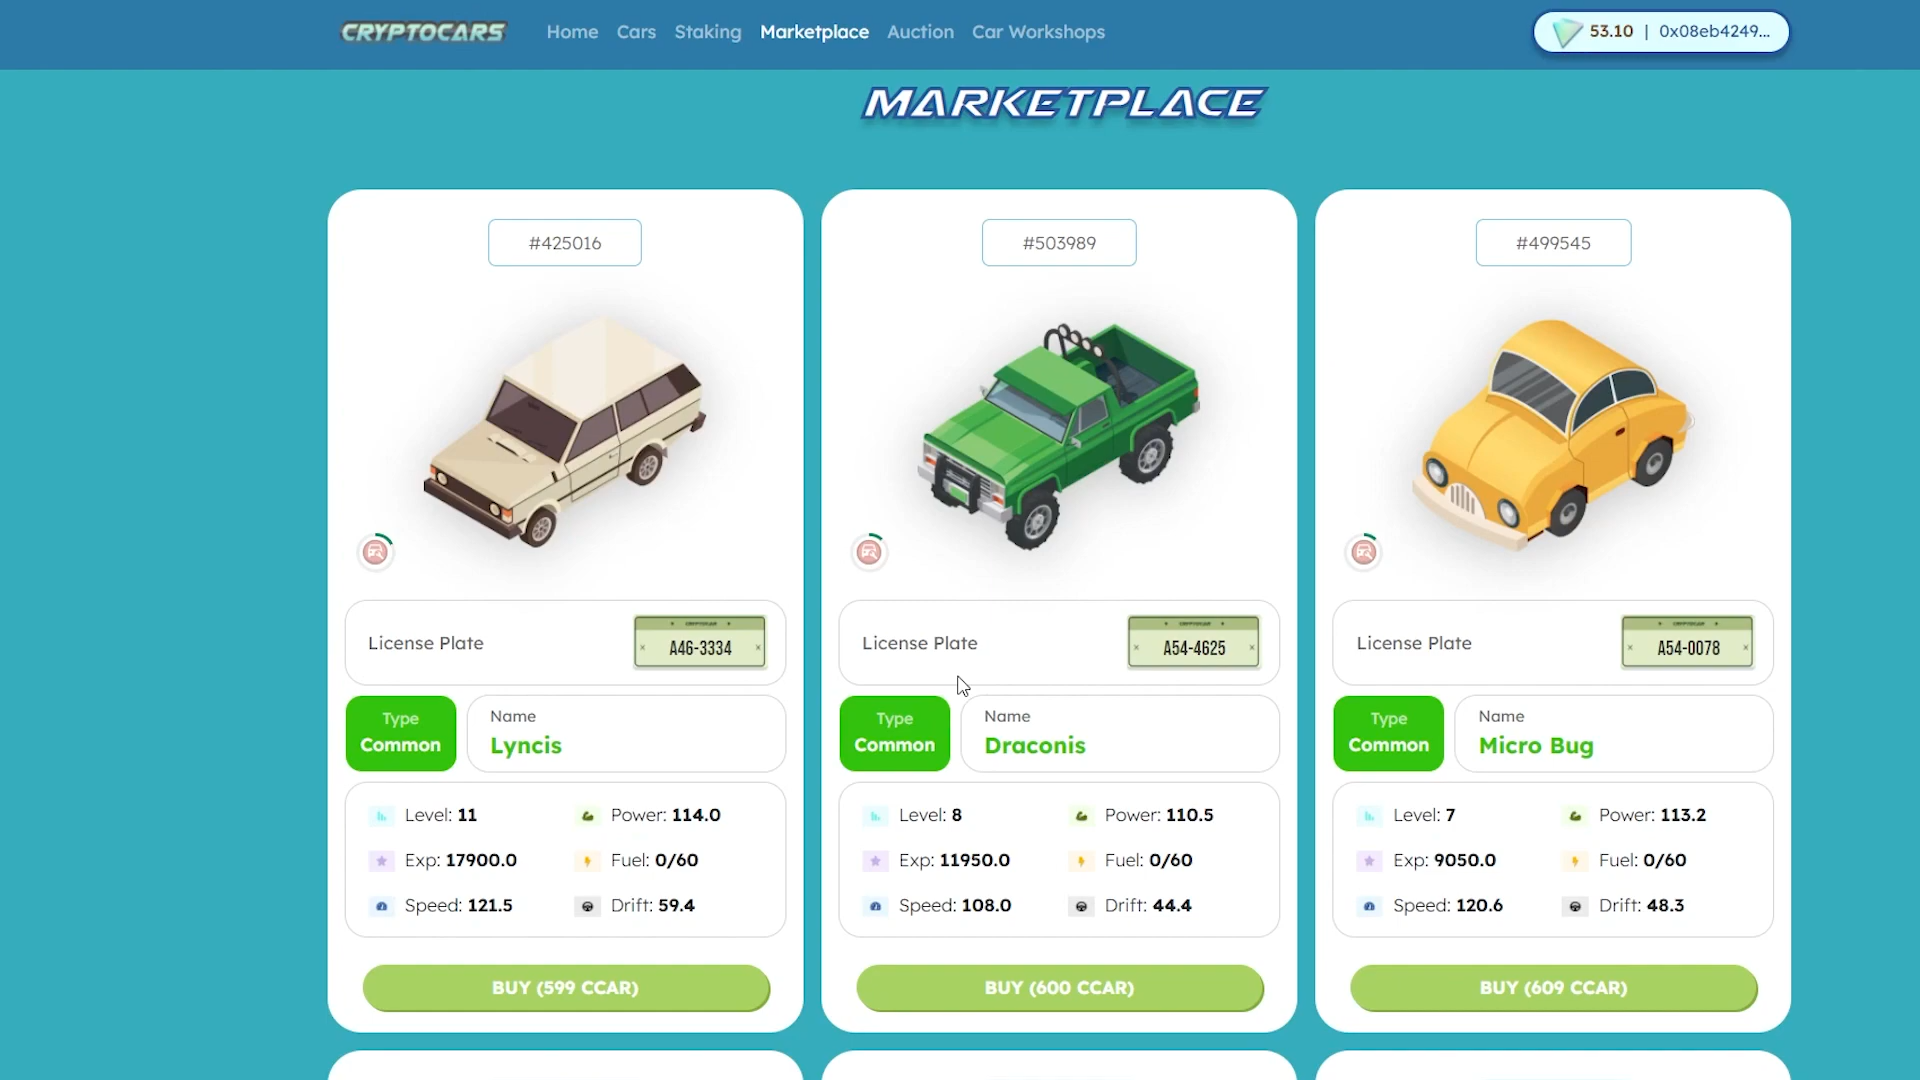 CRYPTOCARS Home Cars Staking Marketplace Auction Car Workshops 53.10 | 0x08eb4249...
MARKETPLACE
#425016
License Plate
CRYPTOCAR
A46-3334
Type
Common
Name
Lyncis
Level: 11 Power: 114.0
Exp: 17900.0 Fuel: 0/60
Speed: 121.5 Drift: 59.4
BUY (599 CCAR)
#503989
License Plate
CRYPTOCAR
A54-4625
Type
Common
Name
Draconis
Level: 8 Power: 110.5
Exp: 11950.0 Fuel: 0/60
Speed: 108.0 Drift: 44.4
BUY (600 CCAR)
#499545
License Plate
CRYPTOCAR
A54-0078
Type
Common
Name
Micro Bug
Level: 7 Power: 113.2
Exp: 9050.0 Fuel: 0/60
Speed: 120.6 Drift: 48.3
BUY (609 CCAR)